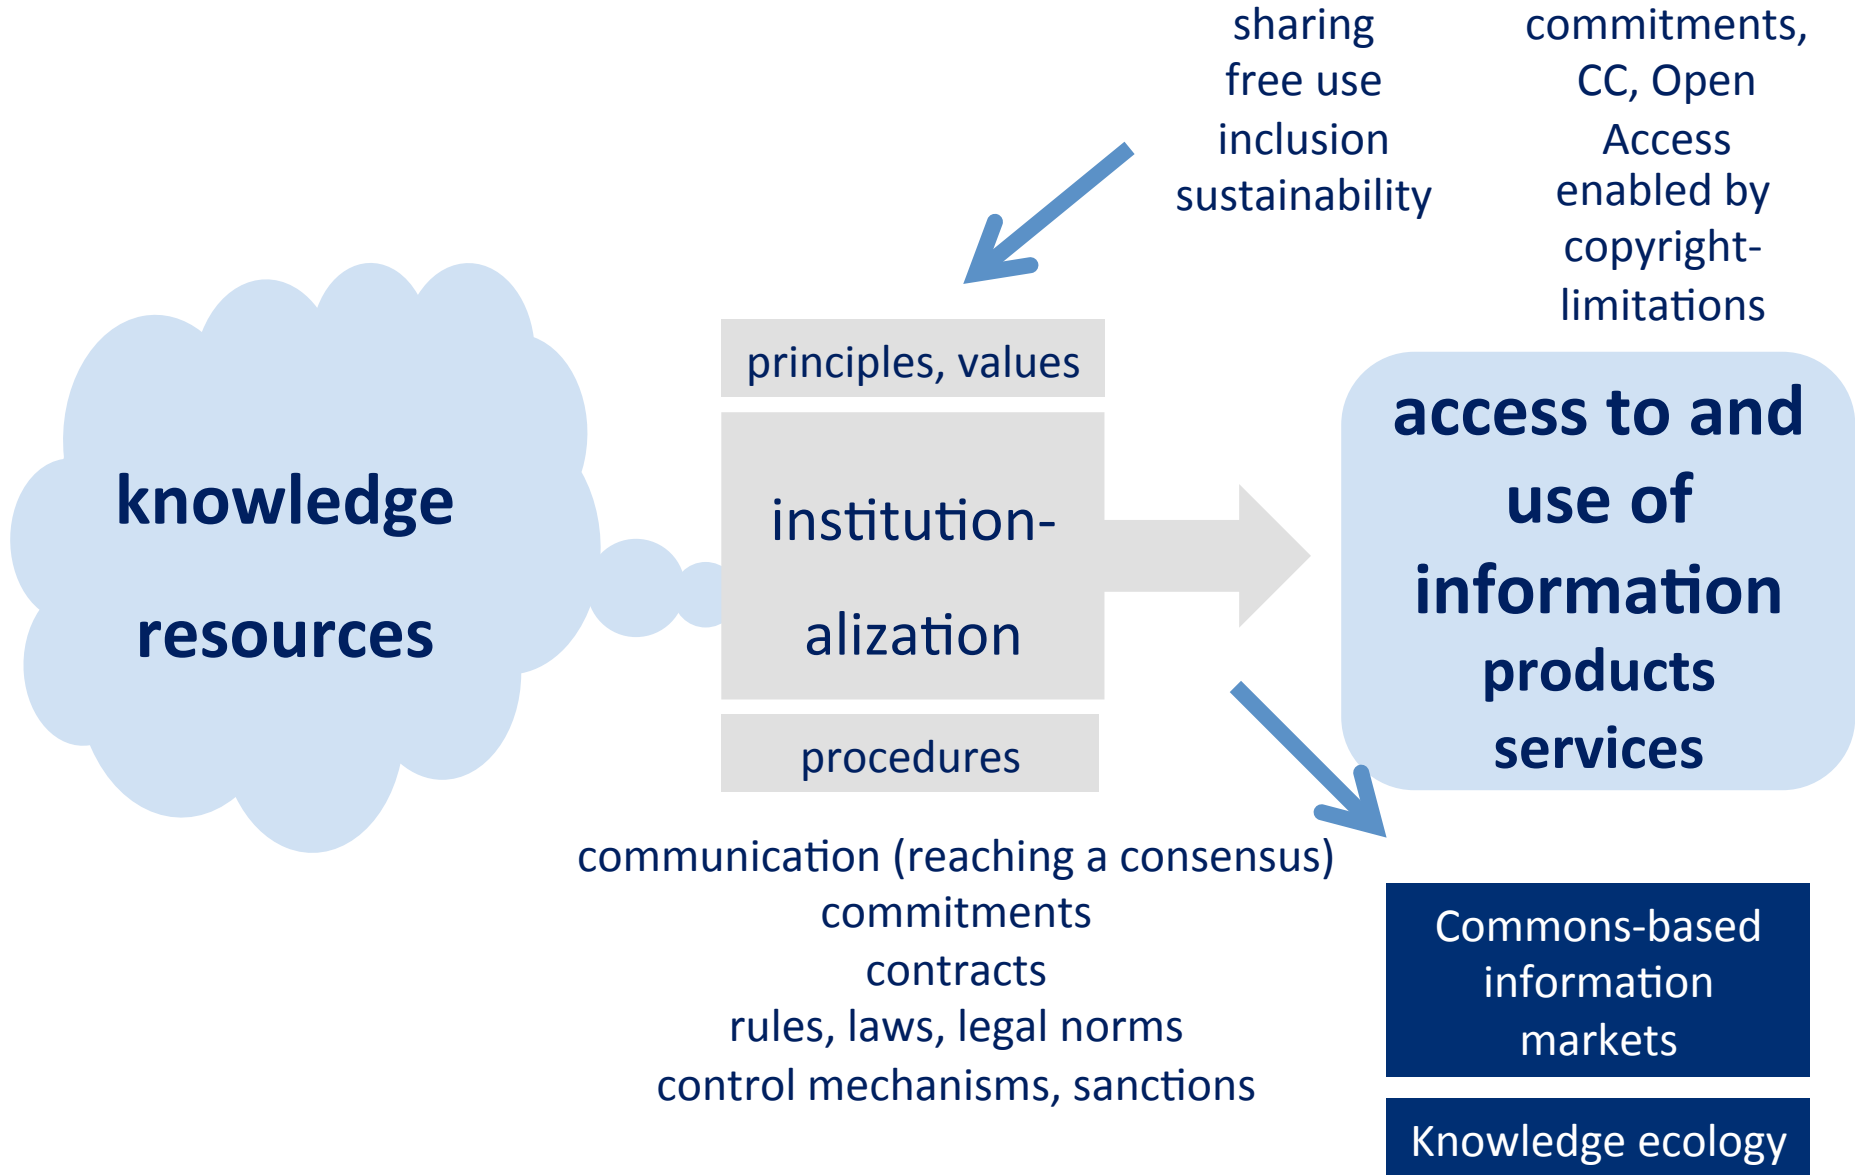 sharing
free use
inclusion
sustainability
commitments,
CC, Open
Access
enabled by
copyright-
limitations
knowledge
resources
principles, values
institution-
alization
procedures
access to and
use of
information
products
services
communication (reaching a consensus)
commitments
contracts
rules, laws, legal norms
control mechanisms, sanctions
Commons-based
information
markets
Knowledge ecology